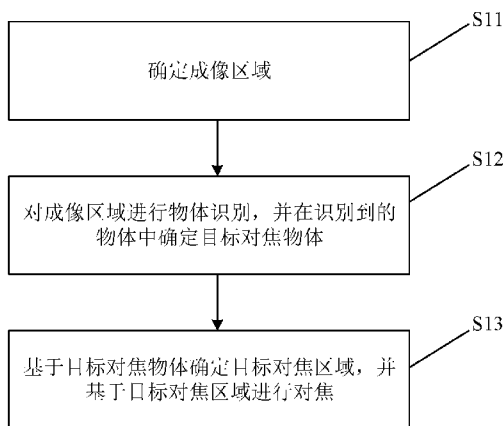 S11
确定成像区域
S12
对成像区域进行物体识别，并在识别到的
物体中确定目标对焦物体
S13
基于目标对焦物体确定目标对焦区域，并
基于目标对焦区域进行对焦